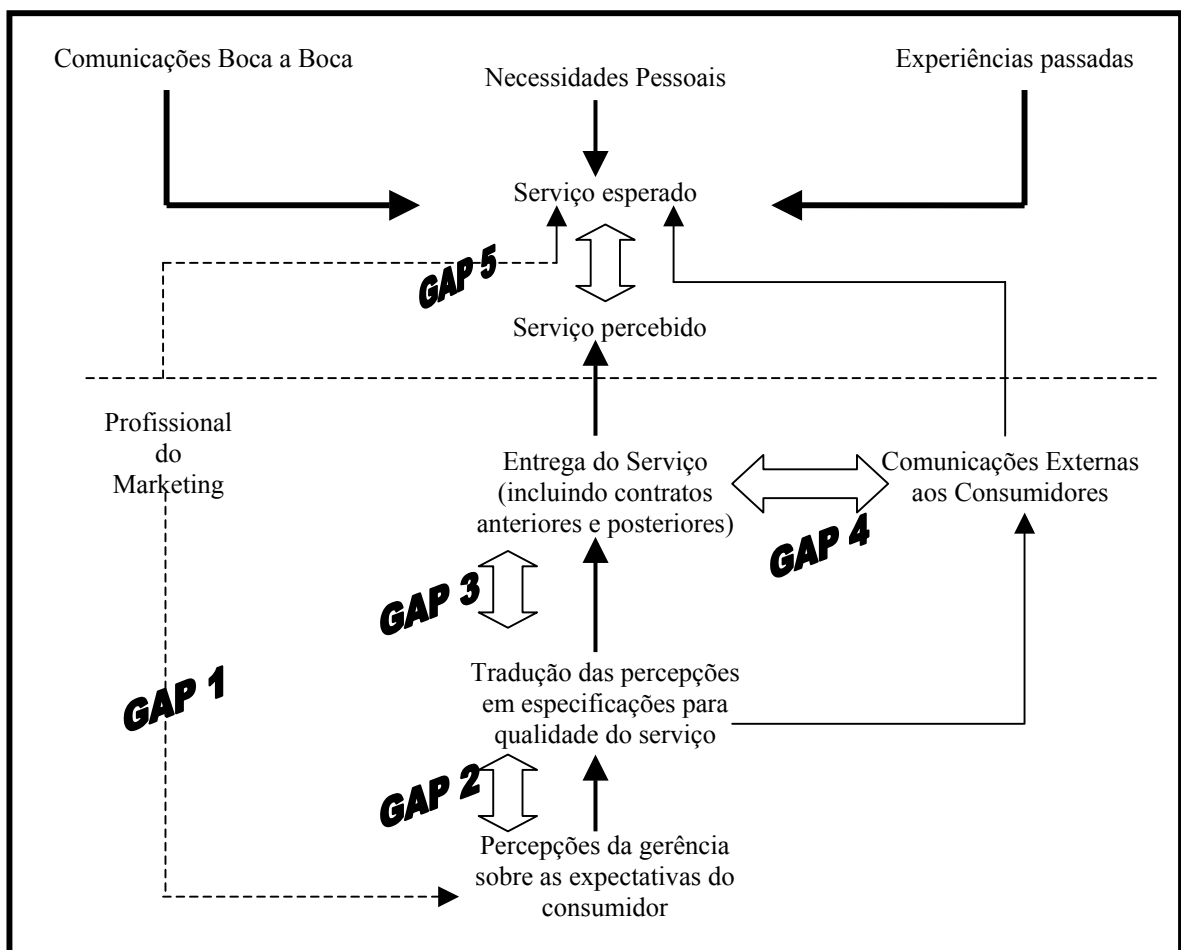 Comunicações Boca a Boca
Necessidades Pessoais
Experiências passadas
Serviço esperado
GAP 5
Serviço percebido
Profissional
do
Marketing
Entrega do Serviço
(incluindo contratos
anteriores e posteriores)
Comunicações Externas
aos Consumidores
GAP 4
GAP 3
Tradução das percepções
em especificações para
qualidade do serviço
GAP 1
GAP 2
Percepções da gerência
sobre as expectativas do
consumidor